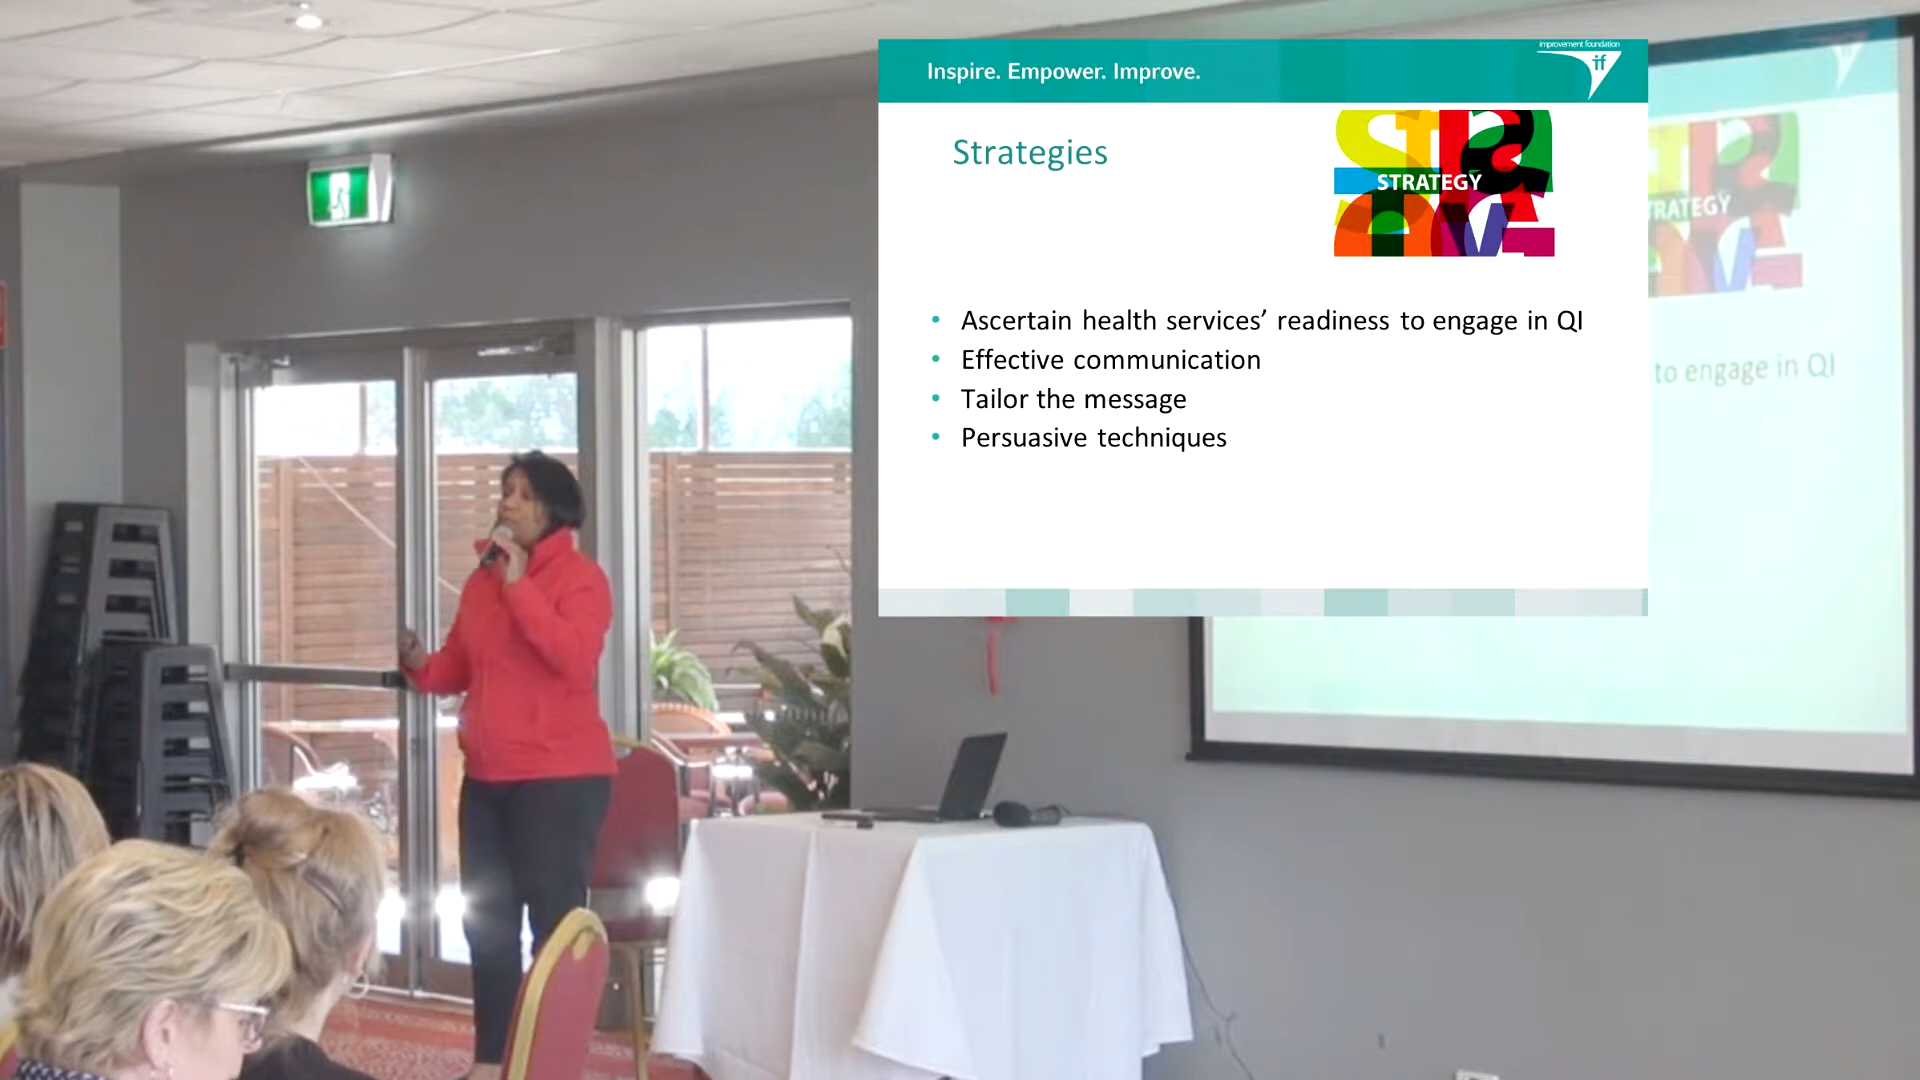 improvement foundation
if
Inspire. Empower. Improve.
Strategies
STRATEGY
• Ascertain health services’ readiness to engage in QI
• Effective communication
• Tailor the message
• Persuasive techniques
TRATEGY
to engage in QI